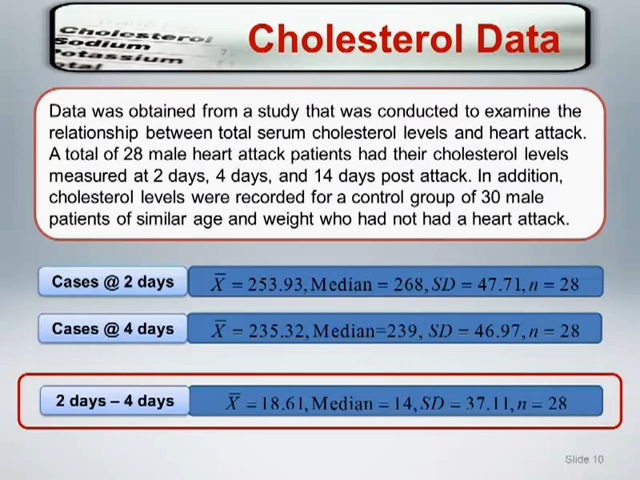 Cholesterol
Sodium
Potassium
Cholesterol Data
Data was obtained from a study that was conducted to examine the
relationship between total serum cholesterol levels and heart attack.
A total of 28 male heart attack patients had their cholesterol levels
measured at 2 days, 4 days, and 14 days post attack. In addition,
cholesterol levels were recorded for a control group of 30 male
patients of similar age and weight who had not had a heart attack.
Cases @ 2 days X̅ = 253.93, Median = 268, SD = 47.71, n = 28
Cases @ 4 days X̅ = 235.32, Median=239, SD = 46.97, n = 28
2 days – 4 days X̅ = 18.61, Median = 14, SD = 37.11, n = 28
Slide 10